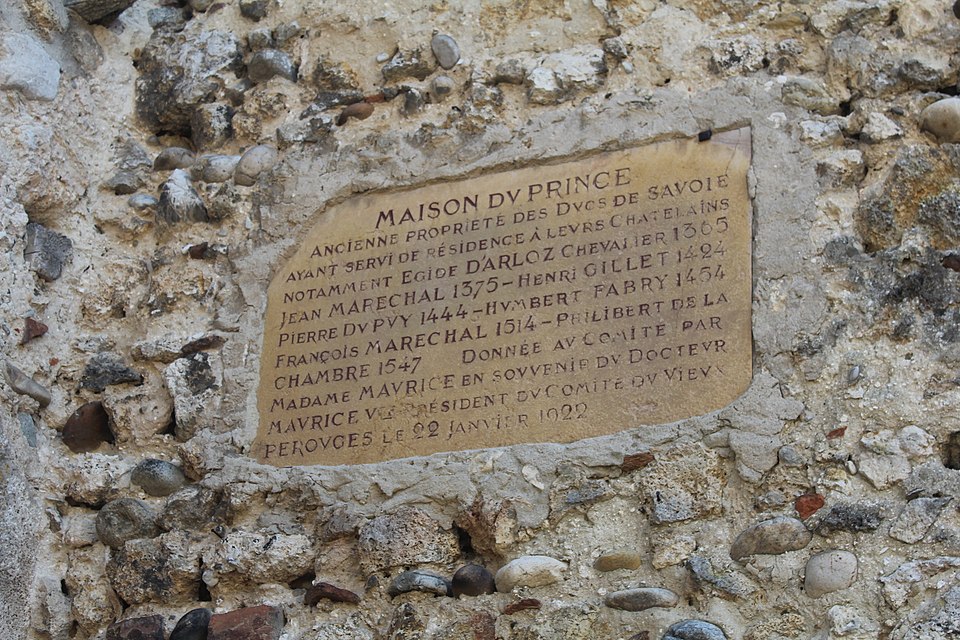 MAISON DV PRINCE
ANCIENNE PROPRIETE DES DVCS DE SAVOIE
AYANT SERVI DE RÉSIDENCE À LEVRS CHATELAINS
NOTAMMENT EGIDE D'ARLOZ CHEVALIER 1365
JEAN MARECHAL 1375 - HENRI GILLET 1424
PIERRE DV PVY 1444 - HVMBERT FABRY 1454
FRANÇOIS MARECHAL 1514 - PHILIBERT DE LA
CHAMBRE 1547 DONNÉE AV COMITÉ PAR
MADAME MAVRICE EN SOVVENIR DV DOCTEVR
MAVRICE VICE PRÉSIDENT DV COMITÉ DV VIEVX
PEROVGES LE 22 JANVIER 1922